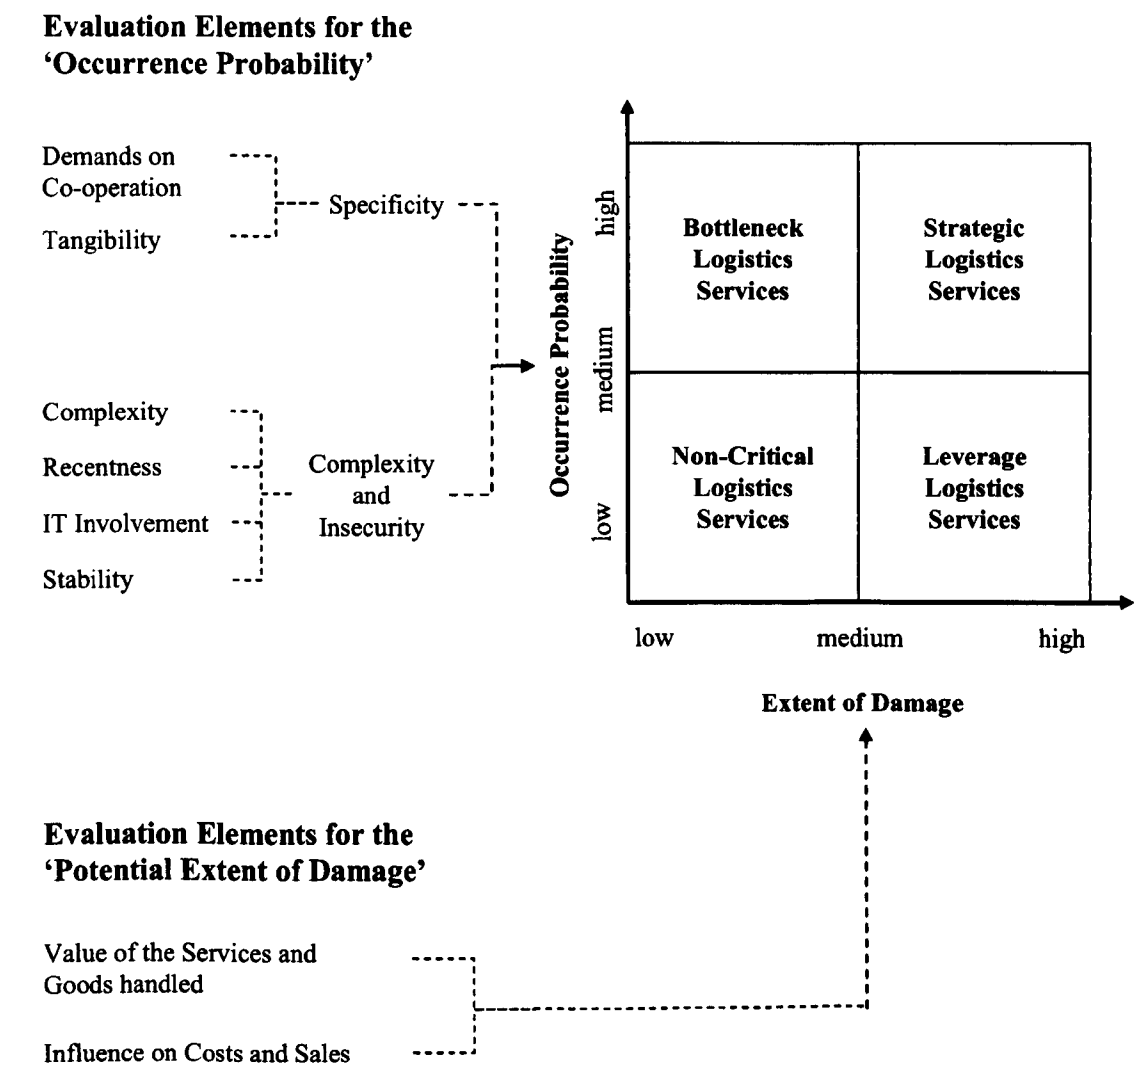 Evaluation Elements for the
‘Occurrence Probability’
Demands on
Co-operation
Tangibility
Specificity
Complexity
Recentness
IT Involvement
Stability
Complexity
and
Insecurity
Occurrence Probability
high
medium
low
Bottleneck
Logistics
Services
Strategic
Logistics
Services
Non-Critical
Logistics
Services
Leverage
Logistics
Services
low
medium
high
Extent of Damage
Evaluation Elements for the
‘Potential Extent of Damage’
Value of the Services and
Goods handled
Influence on Costs and Sales